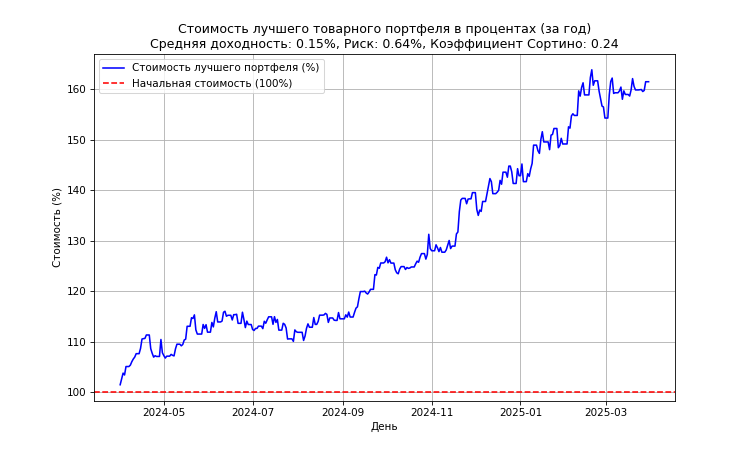 Стоимость лучшего товарного портфеля в процентах (за год)
Средняя доходность: 0.15%, Риск: 0.64%, Коэффициент Сортино: 0.24
Стоимость лучшего портфеля (%)
Начальная стоимость (100%)
Стоимость (%)
160
150
140
130
120
110
100
2024-05 2024-07 2024-09 2024-11 2025-01 2025-03
День